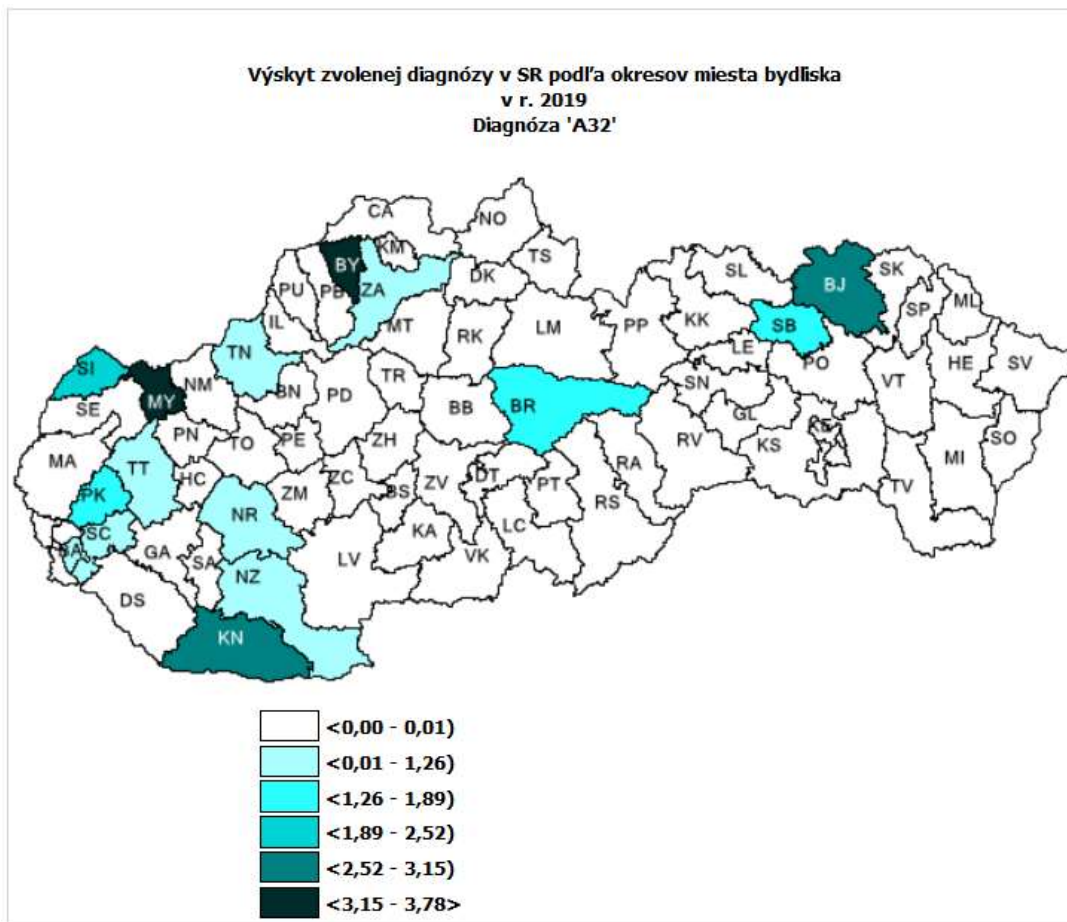 Výskyt zvolenej diagnózy v SR podľa okresov miesta bydliska
v r. 2019
Diagnóza 'A32'
CA
NO
KM
TS
BY
PU
PB
ZA
DK
SL
BJ
SK
SP
ML
IL
MT
RK
LM
PP
KK
SB
TN
LE
PO
HE
SV
SI
NM
BN
PD
TR
BB
BR
SN
VT
MY
SE
PN
TO
PE
ZH
GL
KS
SO
MA
TT
HC
ZM
ZC
BS
ZV
DT
PT
RA
RV
MI
PK
NR
RS
TV
SC
BA
GA
SA
NZ
LV
KA
VK
LC
DS
KN
<0,00 - 0,01)
<0,01 - 1,26)
<1,26 - 1,89)
<1,89 - 2,52)
<2,52 - 3,15)
<3,15 - 3,78>